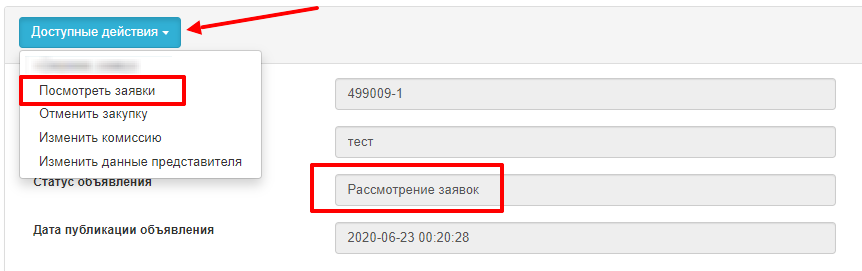 Доступные действия
Посмотреть заявки
Отменить закупку
Изменить комиссию
Изменить данные представителя
499009-1
тест
Статус объявления
Рассмотрение заявок
Дата публикации объявления
2020-06-23 00:20:28